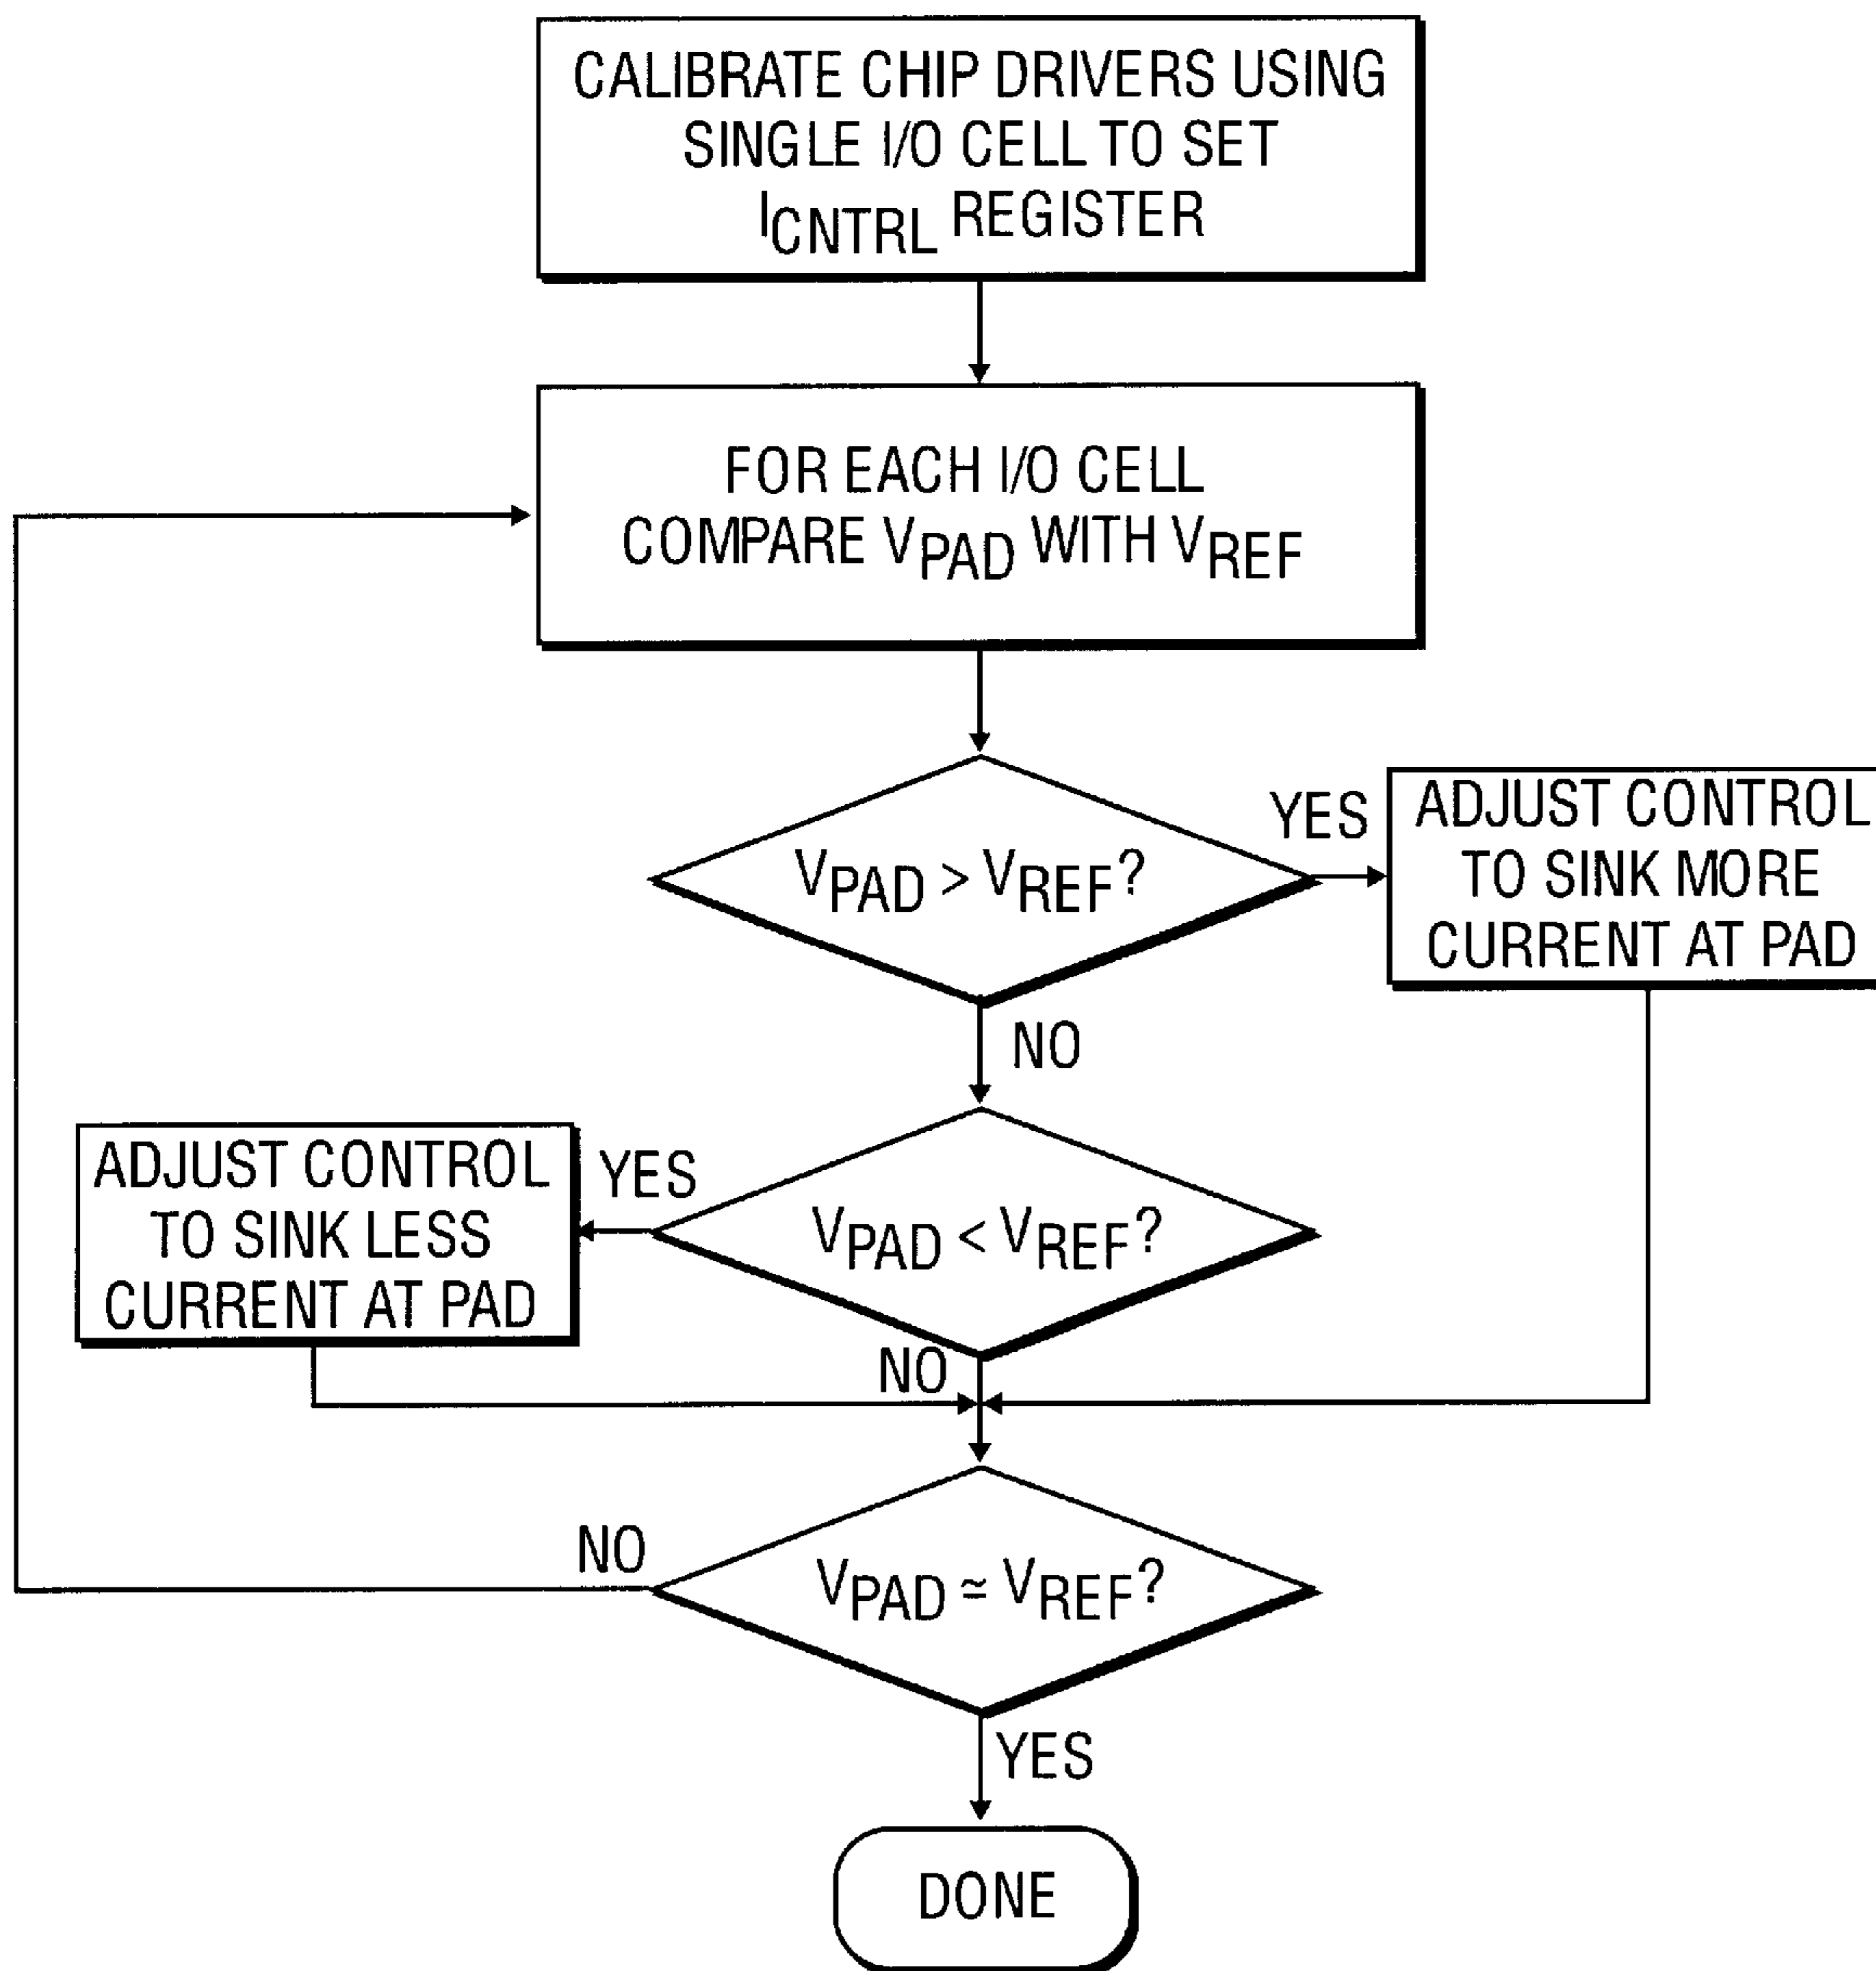 CALIBRATE CHIP DRIVERS USING
SINGLE I/O CELL TO SET
ICNTRL REGISTER
FOR EACH I/O CELL
COMPARE VPAD WITH VREF
VPAD > VREF?
YES
ADJUST CONTROL
TO SINK MORE
CURRENT AT PAD
NO
ADJUST CONTROL
TO SINK LESS
CURRENT AT PAD
YES
VPAD < VREF?
NO
NO
VPAD ≃ VREF?
YES
DONE